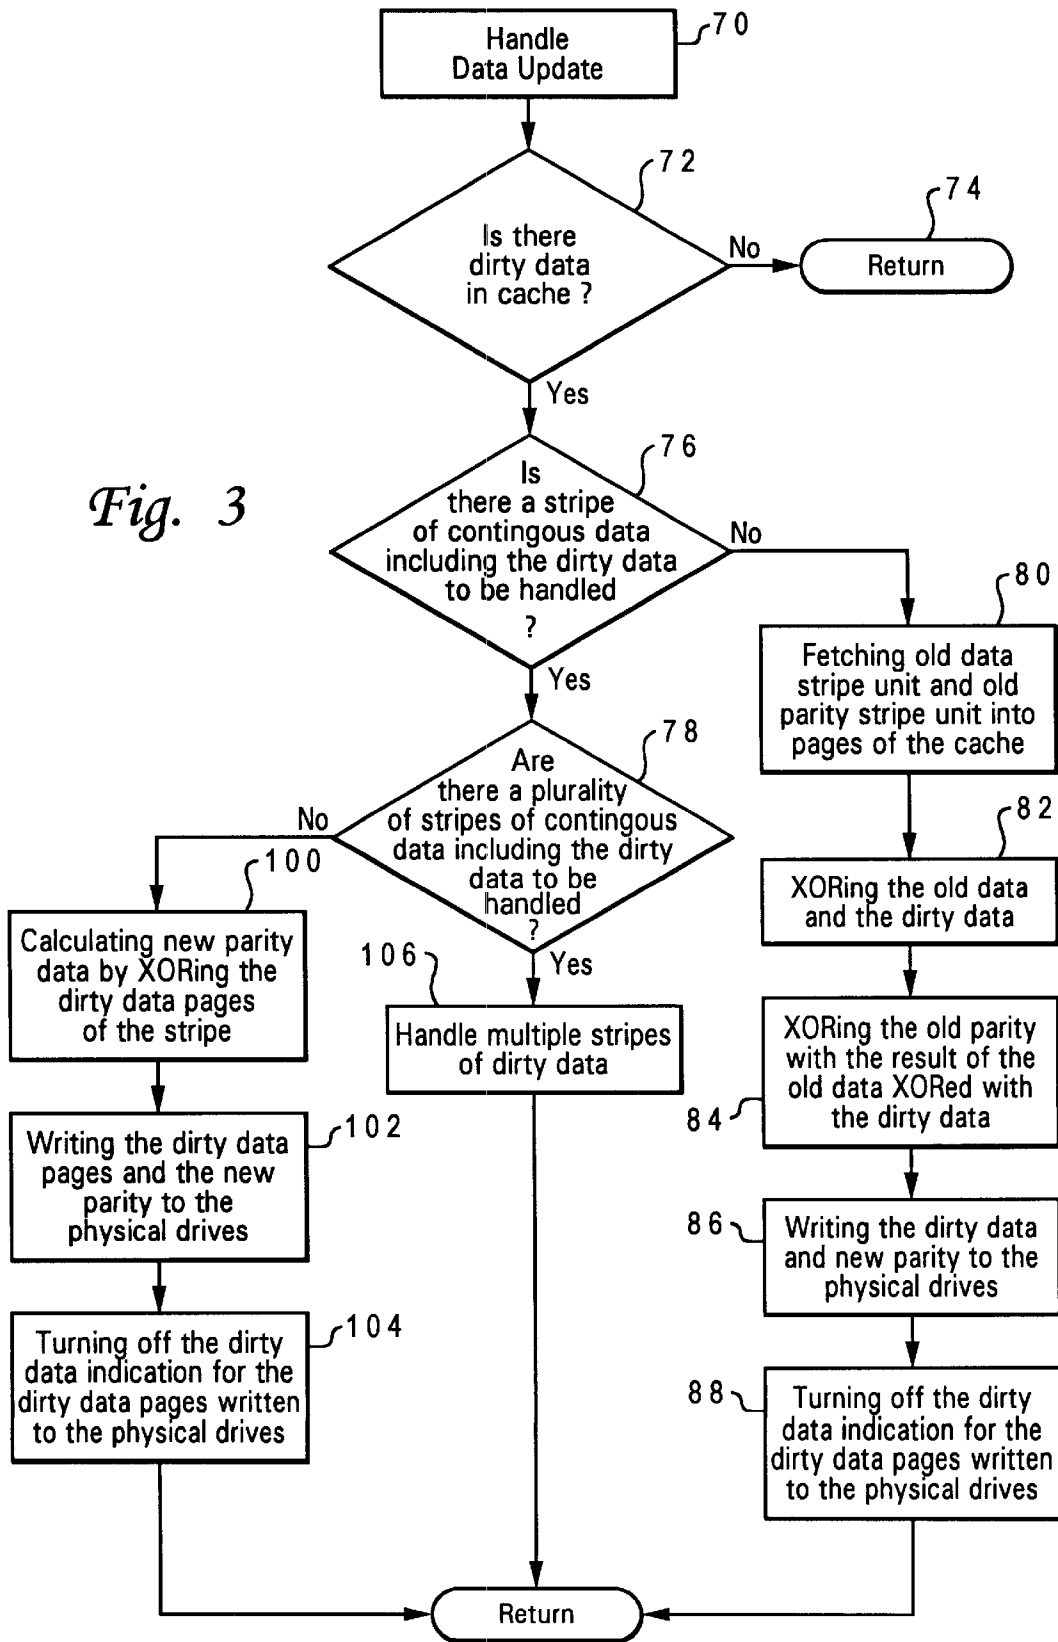 70
Handle
Data Update
72
Is there
dirty data
in cache ?
No
74
Return
Yes
Fig. 3
76
Is
there a stripe
of contingous data
including the dirty data
to be handled
?
No
Yes
80
Fetching old data
stripe unit and old
parity stripe unit into
pages of the cache
78
Are
there a plurality
of stripes of contingous
data including the dirty
data to be
handled
?
No
Yes
82
XORing the old data
and the dirty data
100
Calculating new parity
data by XORing the
dirty data pages
of the stripe
106
Handle multiple stripes
of dirty data
84
XORing the old parity
with the result of the
old data XORed with
the dirty data
102
Writing the dirty data
pages and the new
parity to the
physical drives
86
Writing the dirty data
and new parity to the
physical drives
104
Turning off the dirty
data indication for the
dirty data pages written
to the physical drives
88
Turning off the dirty
data indication for the
dirty data pages written
to the physical drives
Return